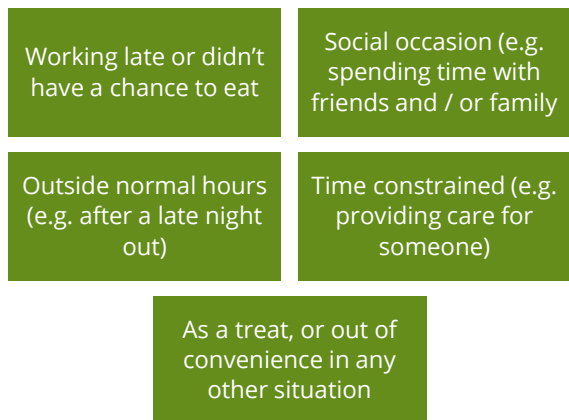 Working late or didn’t
have a chance to eat
Social occasion (e.g.
spending time with
friends and / or family
Outside normal hours
(e.g. after a late night
out)
Time constrained (e.g.
providing care for
someone)
As a treat, or out of
convenience in any
other situation